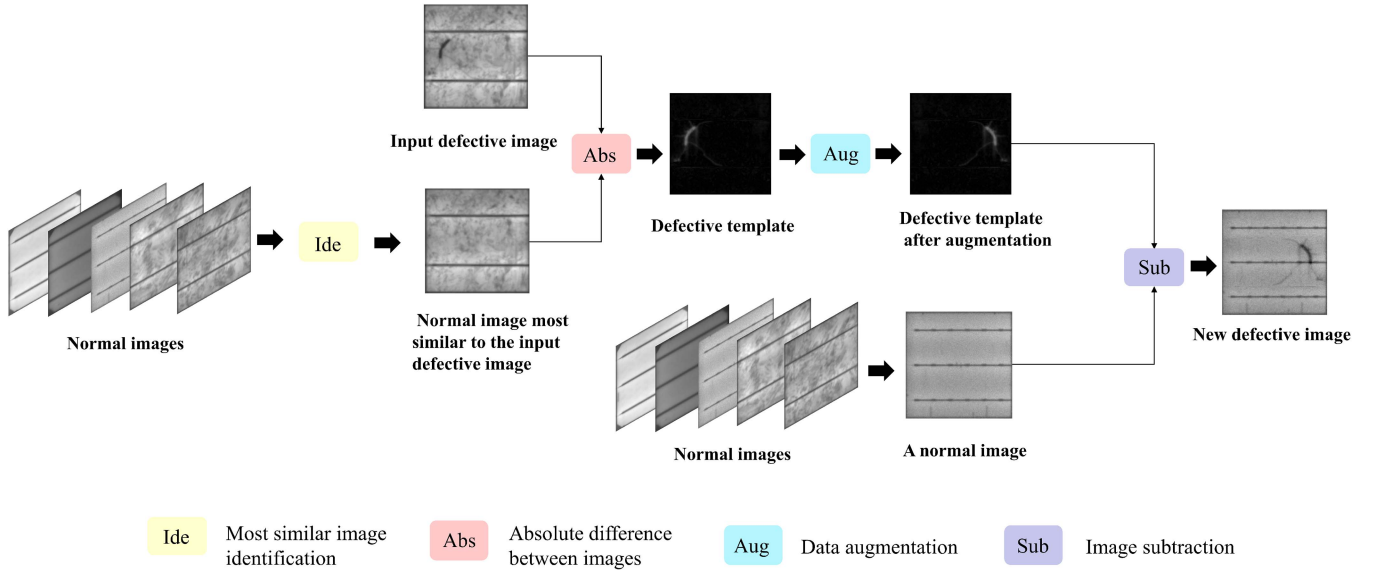 Input defective image
Abs
Aug
Defective template
Defective template
after augmentation
Ide
Normal images
Normal image most
similar to the input
defective image
Sub
New defective image
Normal images
A normal image
Ide
Most similar image
identification
Abs
Absolute difference
between images
Aug
Data augmentation
Sub
Image subtraction